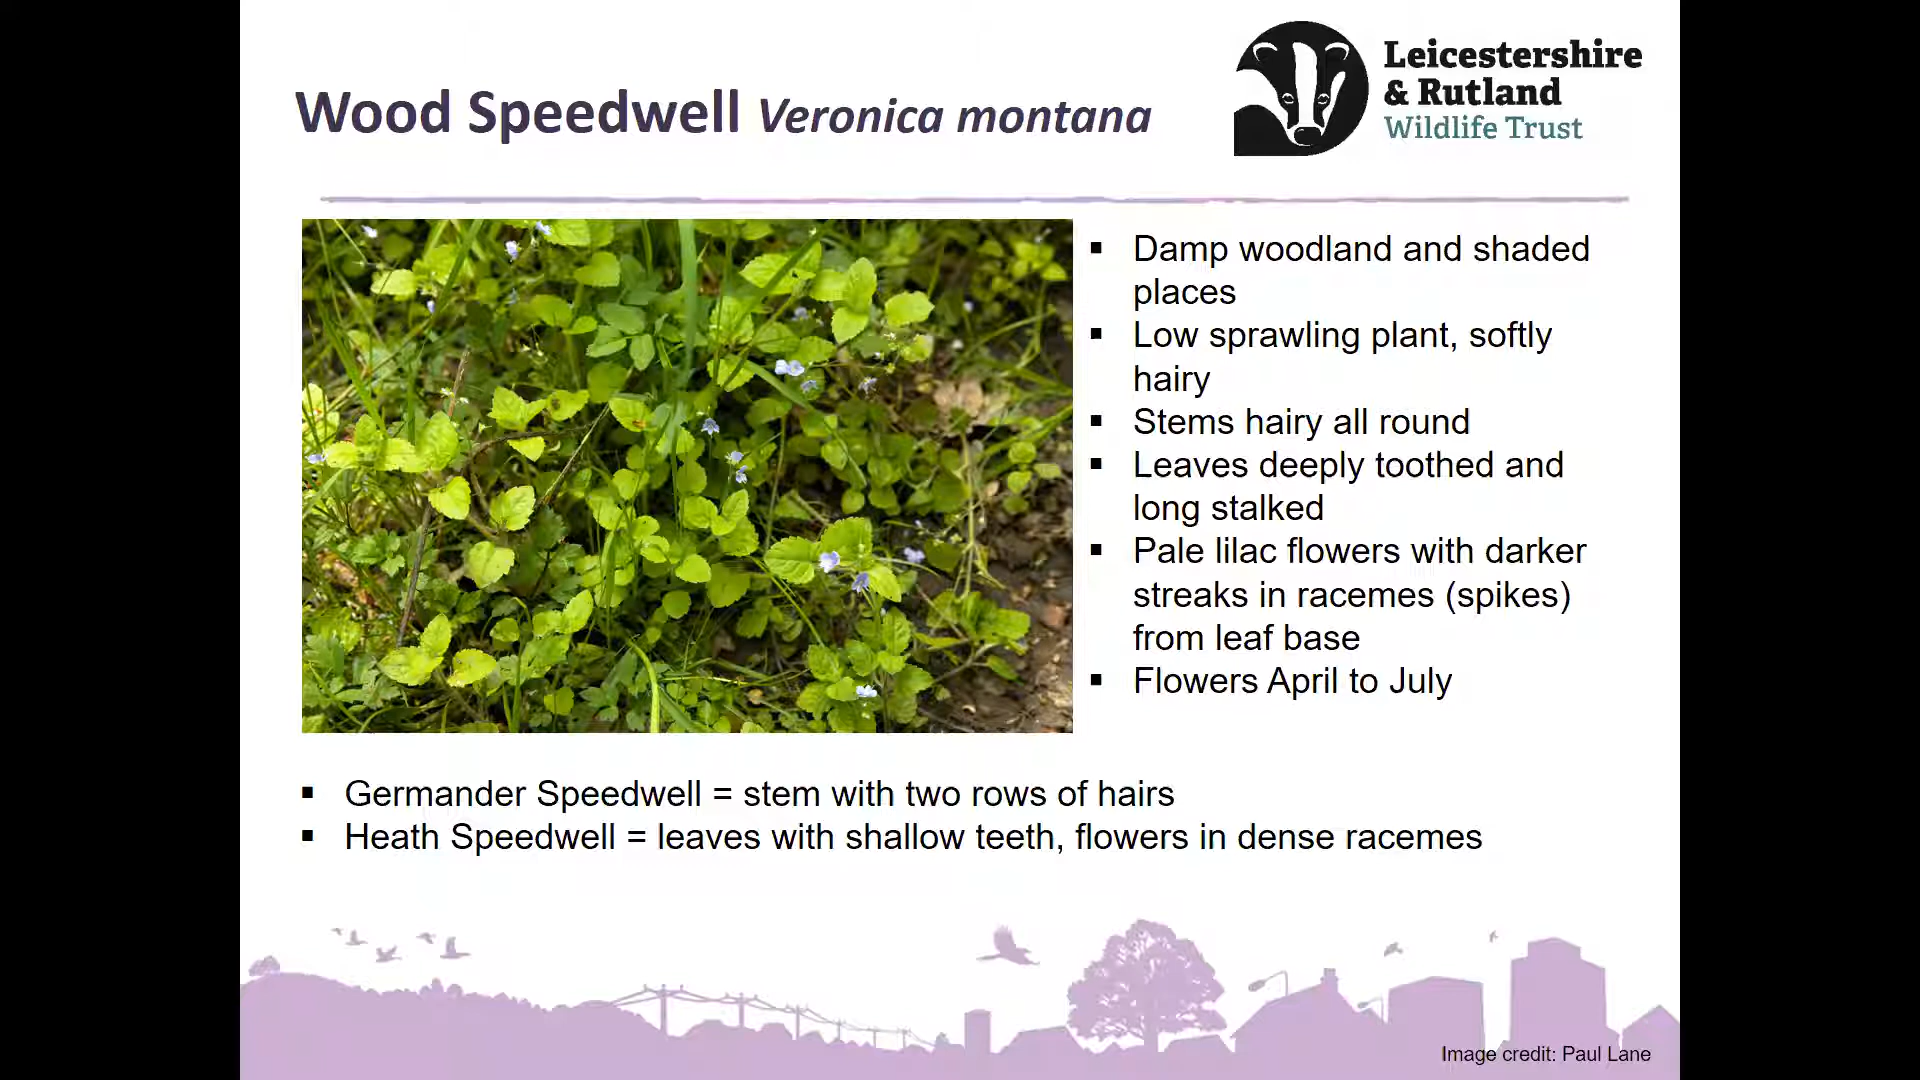 Wood Speedwell Veronica montana
Leicestershire
& Rutland
Wildlife Trust
▪ Damp woodland and shaded
places
▪ Low sprawling plant, softly
hairy
▪ Stems hairy all round
▪ Leaves deeply toothed and
long stalked
▪ Pale lilac flowers with darker
streaks in racemes (spikes)
from leaf base
▪ Flowers April to July
▪ Germander Speedwell = stem with two rows of hairs
▪ Heath Speedwell = leaves with shallow teeth, flowers in dense racemes
Image credit: Paul Lane